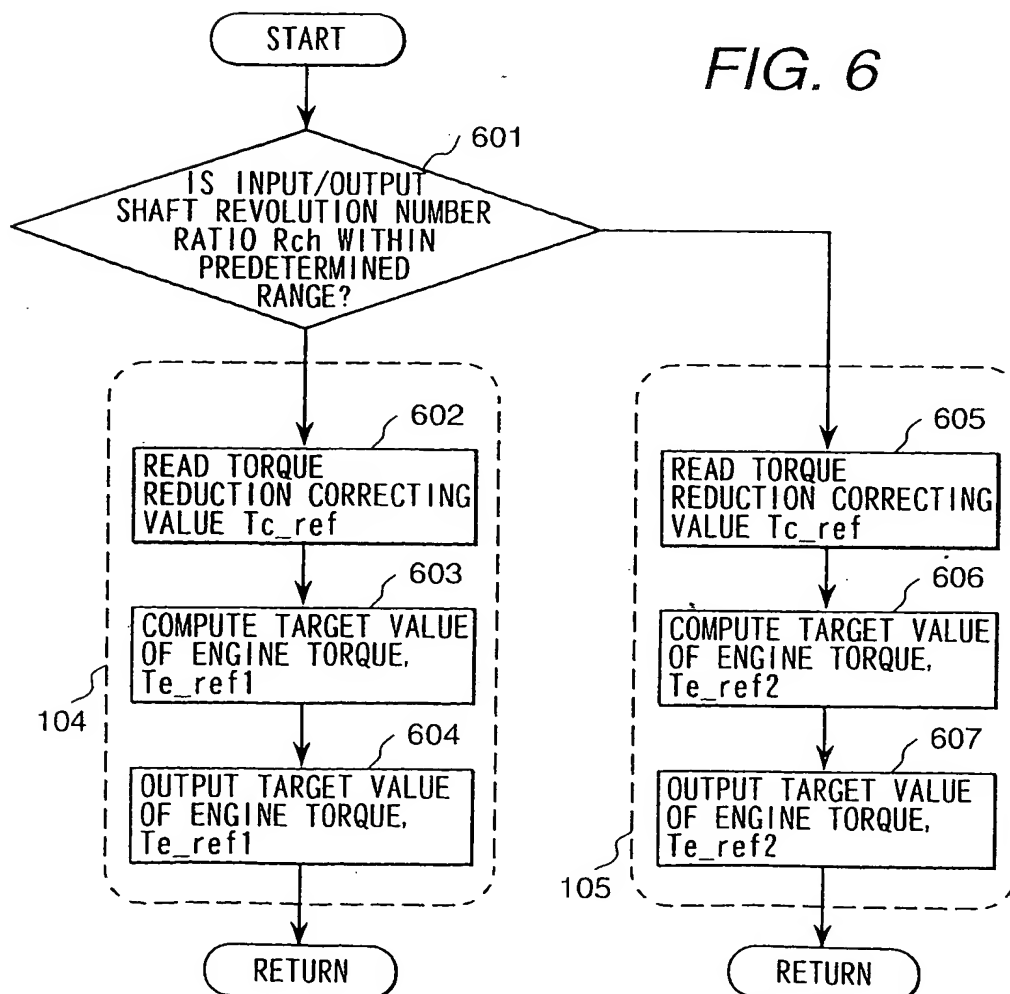 START
FIG. 6
601
IS INPUT/OUTPUT
SHAFT REVOLUTION NUMBER
RATIO Rch WITHIN
PREDETERMINED
RANGE?
602
READ TORQUE
REDUCTION CORRECTING
VALUE Tc_ref
603
COMPUTE TARGET VALUE
OF ENGINE TORQUE,
Te_ref1
104
604
OUTPUT TARGET VALUE
OF ENGINE TORQUE,
Te_ref1
RETURN
605
READ TORQUE
REDUCTION CORRECTING
VALUE Tc_ref
606
COMPUTE TARGET VALUE
OF ENGINE TORQUE,
Te_ref2
607
OUTPUT TARGET VALUE
OF ENGINE TORQUE,
Te_ref2
105
RETURN